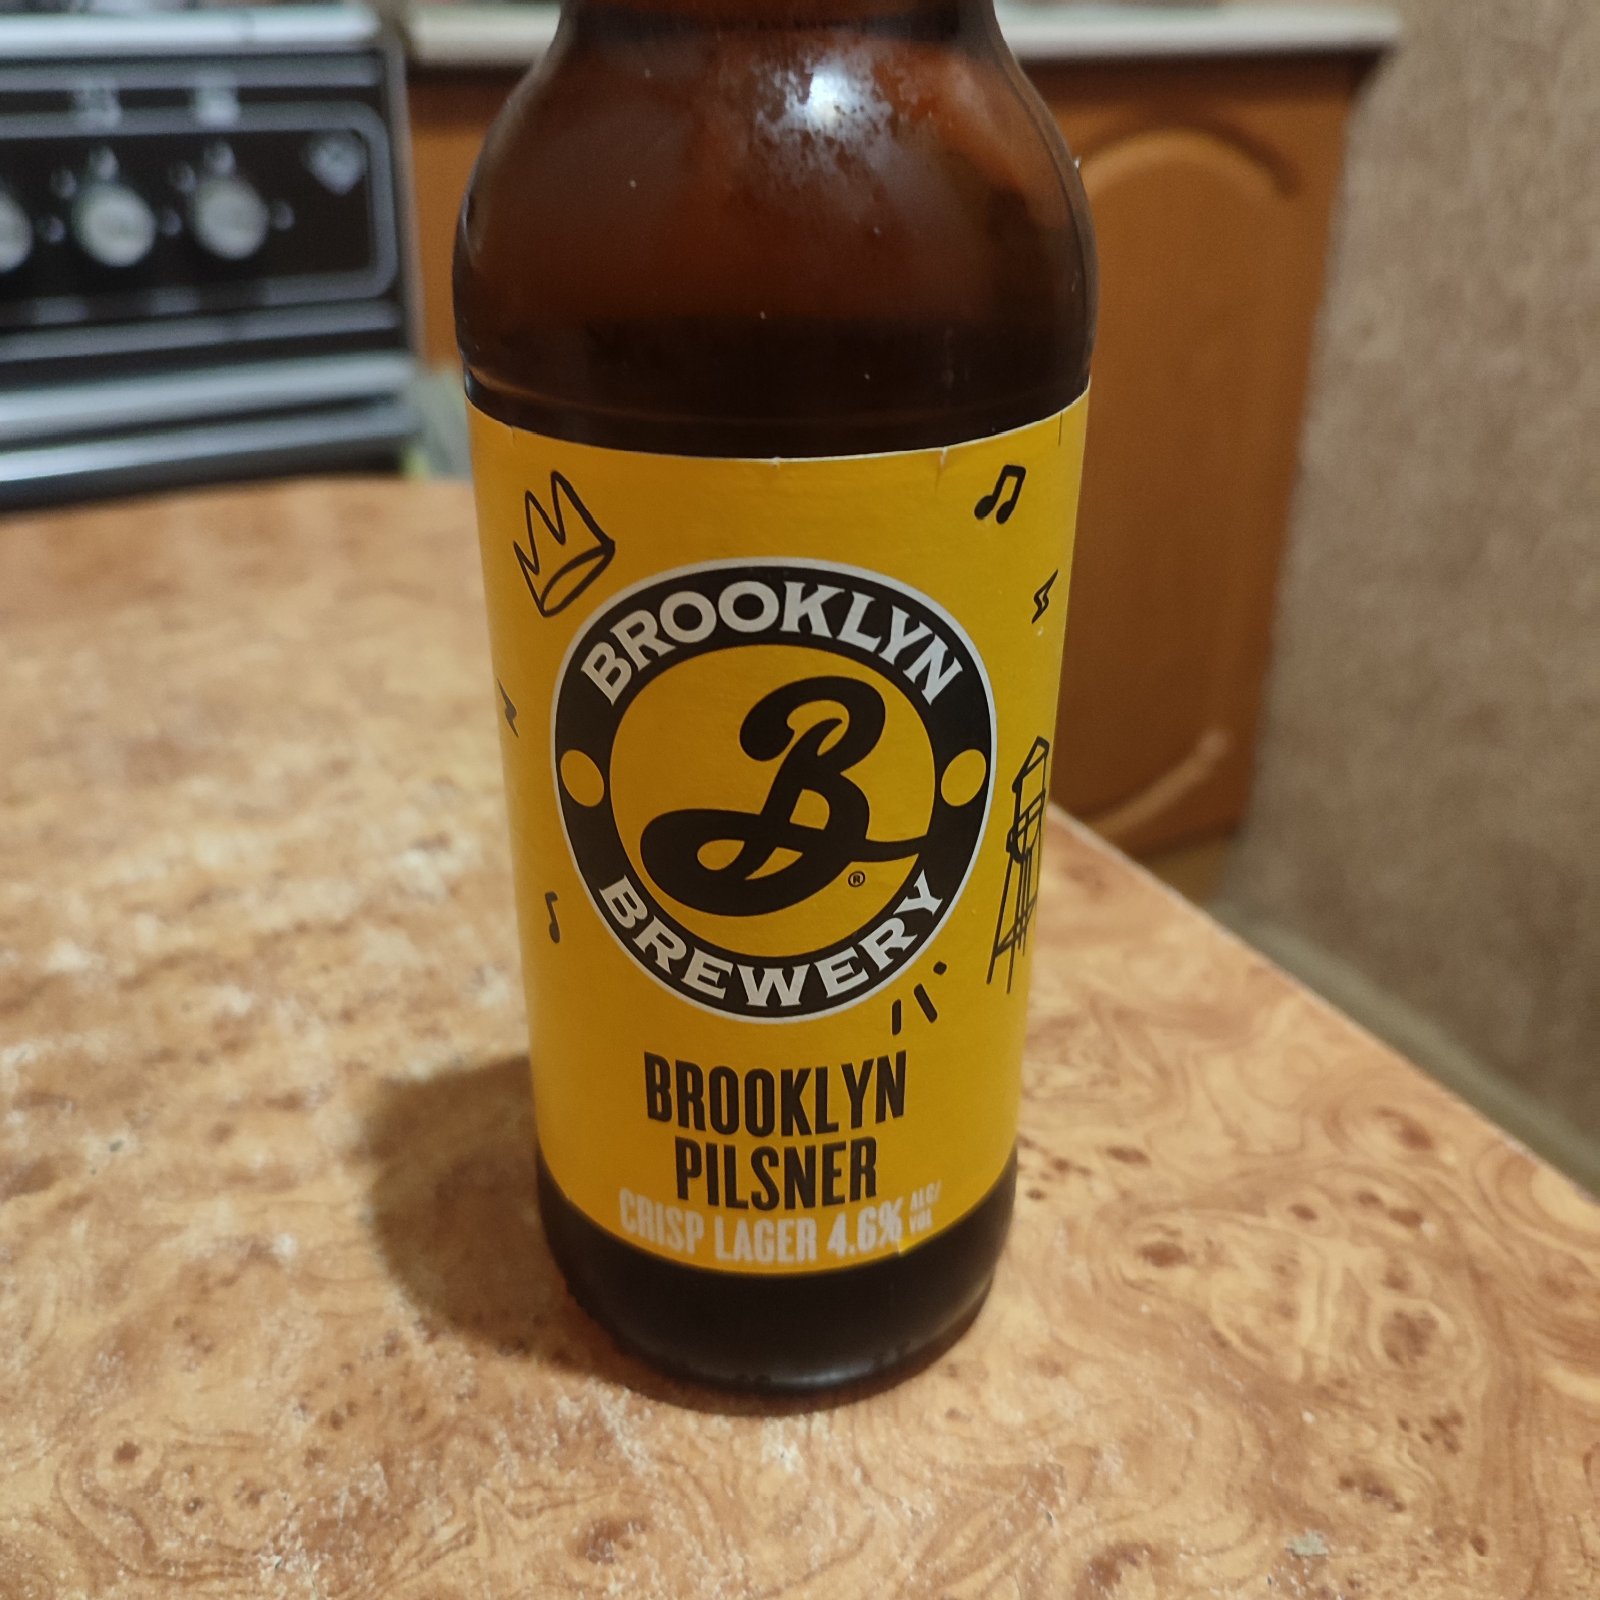 BROOKLYN
B®
BREWERY
BROOKLYN
PILSNER
CRISP LAGER 4.6% ALC/
VOL